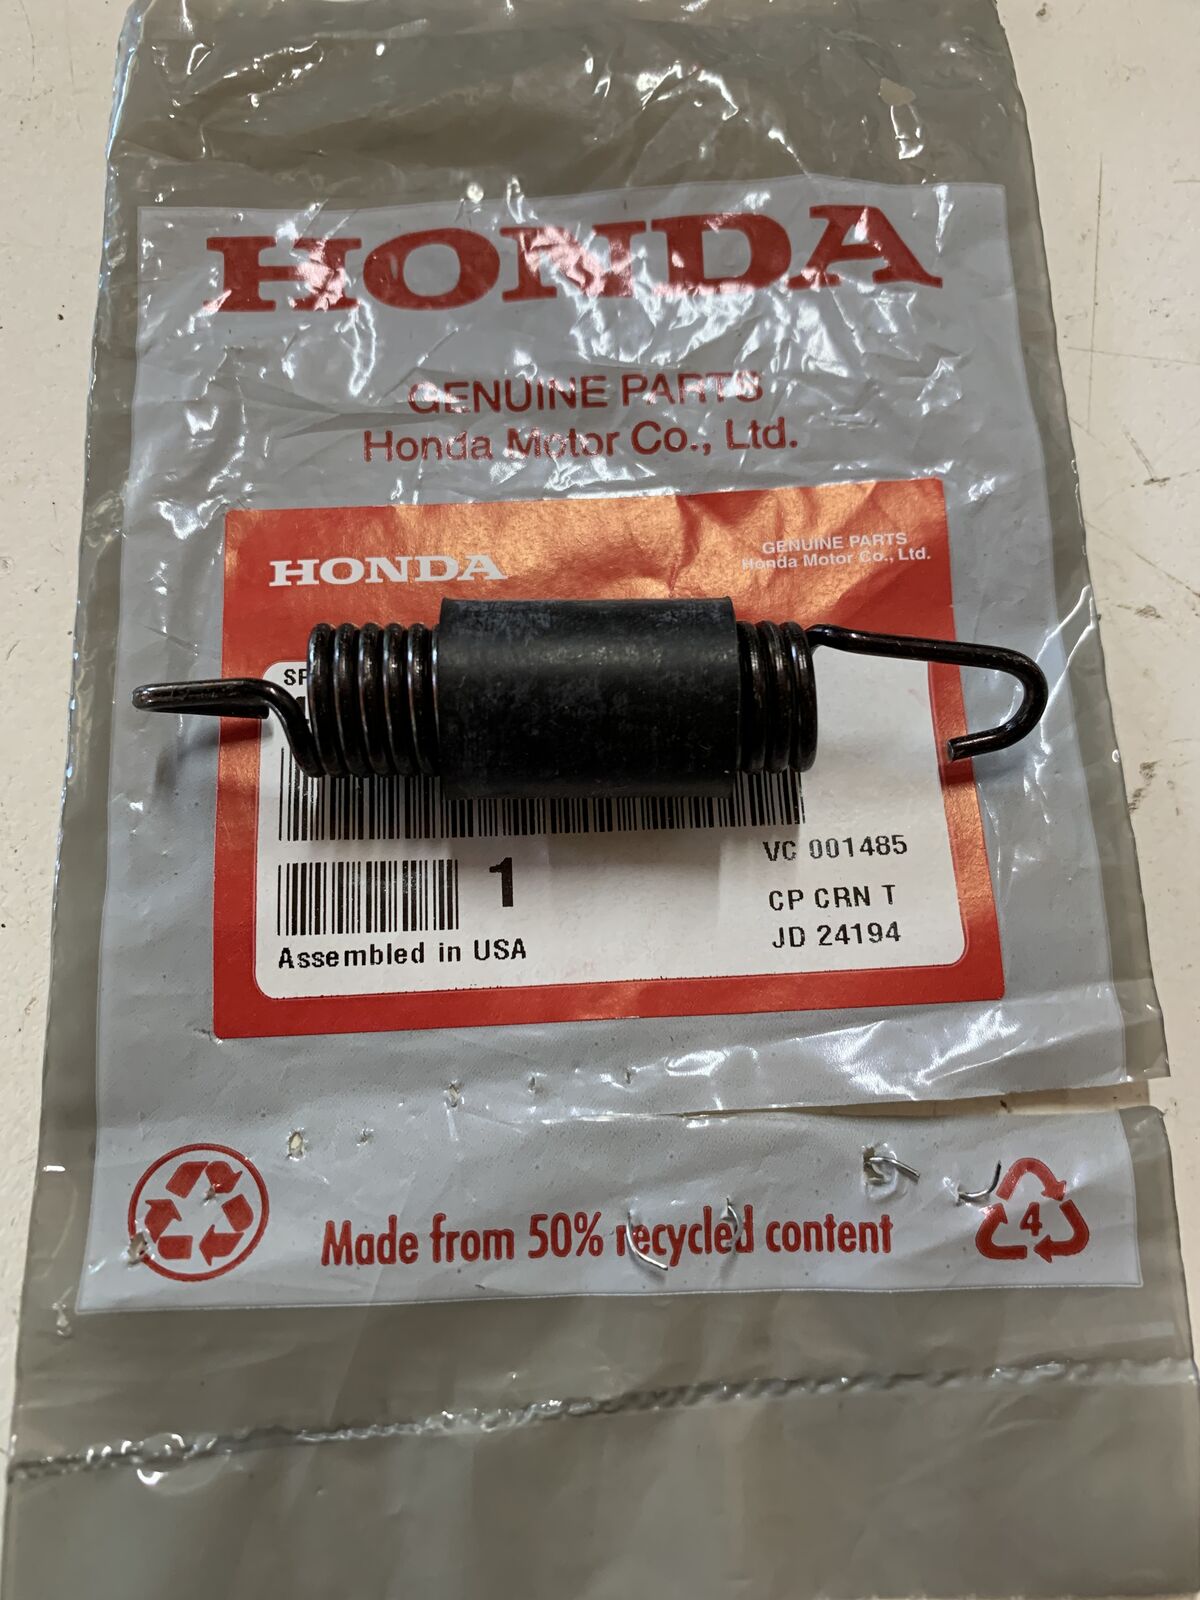 HONDA
GENUINE PARTS
Honda Motor Co., Ltd.
HONDA
GENUINE PARTS
Honda Motor Co., Ltd.
SP
VC 001485
1
CP CRN T
JD 24194
Assembled in USA
Made from 50% recycled content
4